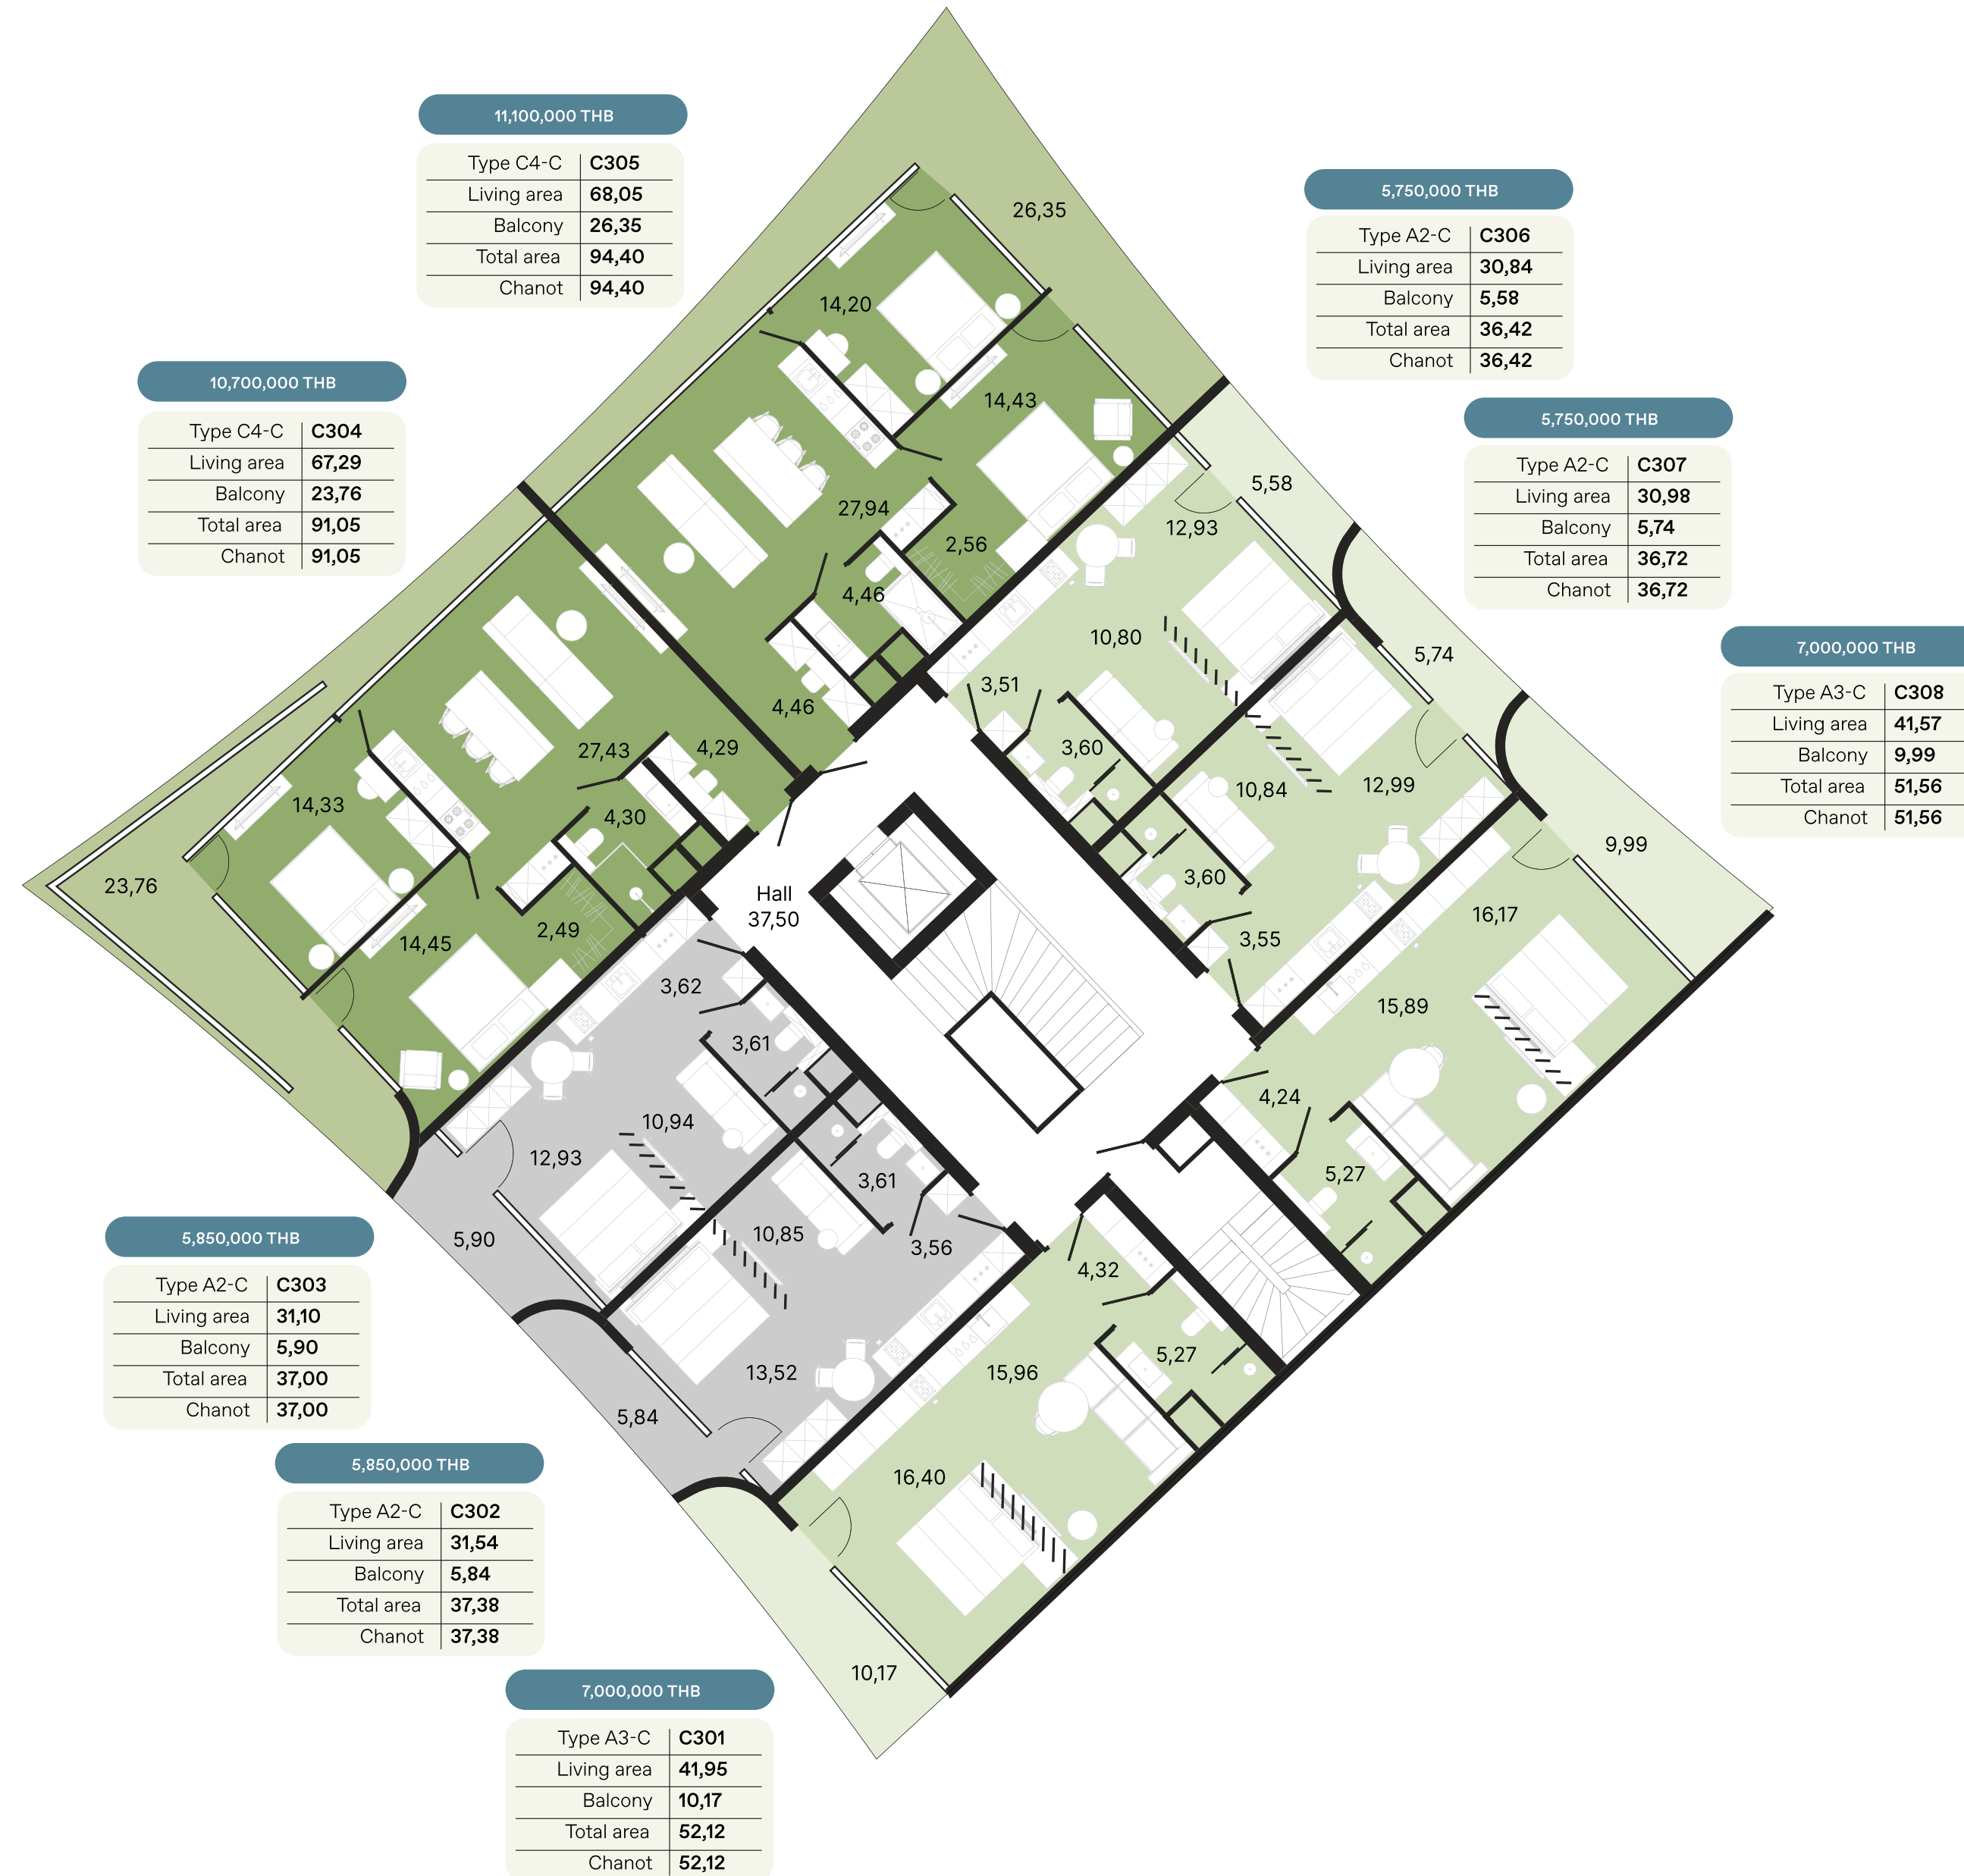 11,100,000 THB
Type C4-C C305
Living area 68,05
Balcony 26,35
Total area 94,40
Chanot 94,40
5,750,000 THB
Type A2-C C306
Living area 30,84
Balcony 5,58
Total area 36,42
Chanot 36,42
10,700,000 THB
Type C4-C C304
Living area 67,29
Balcony 23,76
Total area 91,05
Chanot 91,05
5,750,000 THB
Type A2-C C307
Living area 30,98
Balcony 5,74
Total area 36,72
Chanot 36,72
7,000,000 THB
Type A3-C C308
Living area 41,57
Balcony 9,99
Total area 51,56
Chanot 51,56
26,35
14,20
14,43
27,94
2,56
4,46
4,46
5,58
12,93
10,80
3,51
3,60
5,74
10,84
12,99
3,60
3,55
9,99
16,17
15,89
4,24
5,27
27,43
4,29
14,33
4,30
23,76
14,45
2,49
Hall
37,50
3,62
3,61
10,94
12,93
5,90
3,61
10,85
3,56
13,52
5,84
4,32
5,27
15,96
16,40
10,17
5,850,000 THB
Type A2-C C303
Living area 31,10
Balcony 5,90
Total area 37,00
Chanot 37,00
5,850,000 THB
Type A2-C C302
Living area 31,54
Balcony 5,84
Total area 37,38
Chanot 37,38
7,000,000 THB
Type A3-C C301
Living area 41,95
Balcony 10,17
Total area 52,12
Chanot 52,12